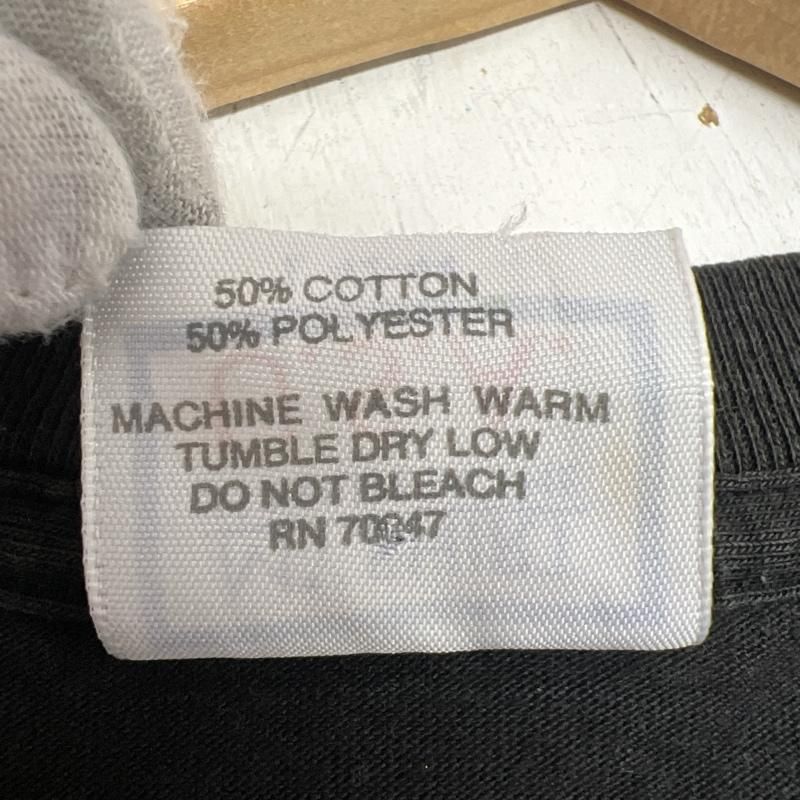 50% COTTON
50% POLYESTER
MACHINE WASH WARM
TUMBLE DRY LOW
DO NOT BLEACH
RN